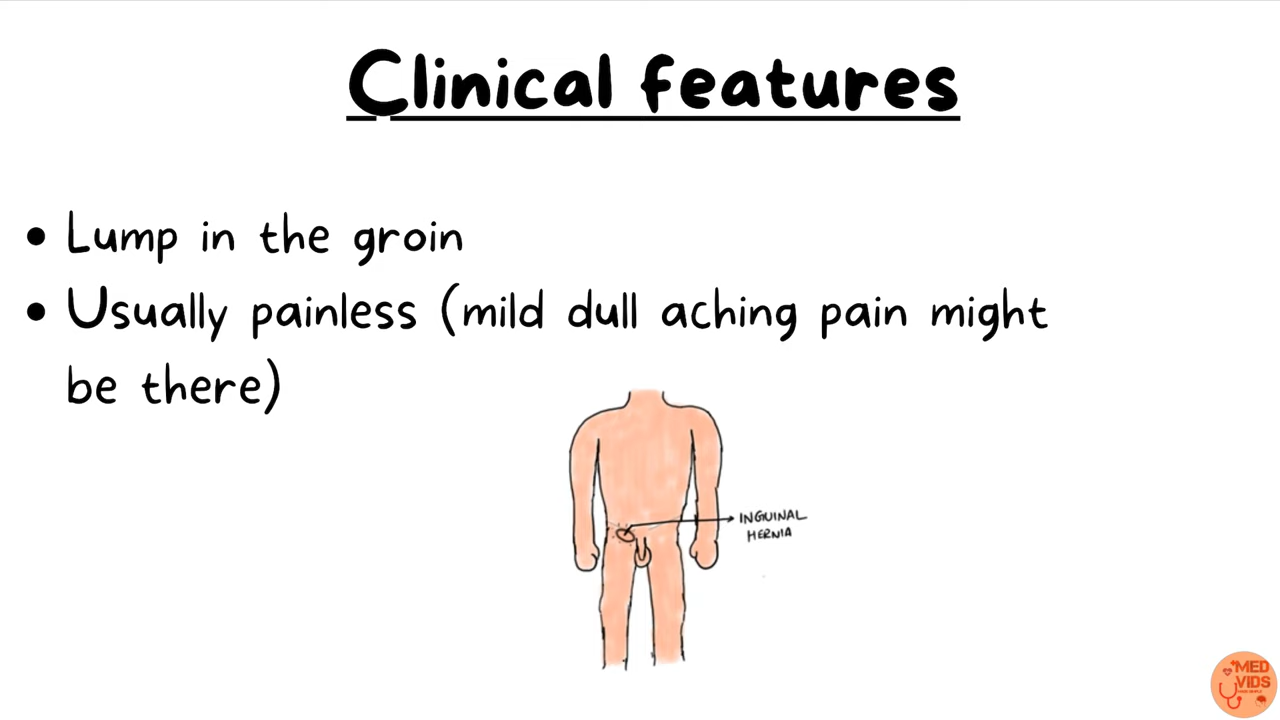 Clinical features
• Lump in the groin
• Usually painless (mild dull aching pain might
be there)
INGUINAL
HERNIA
MED
VIDS